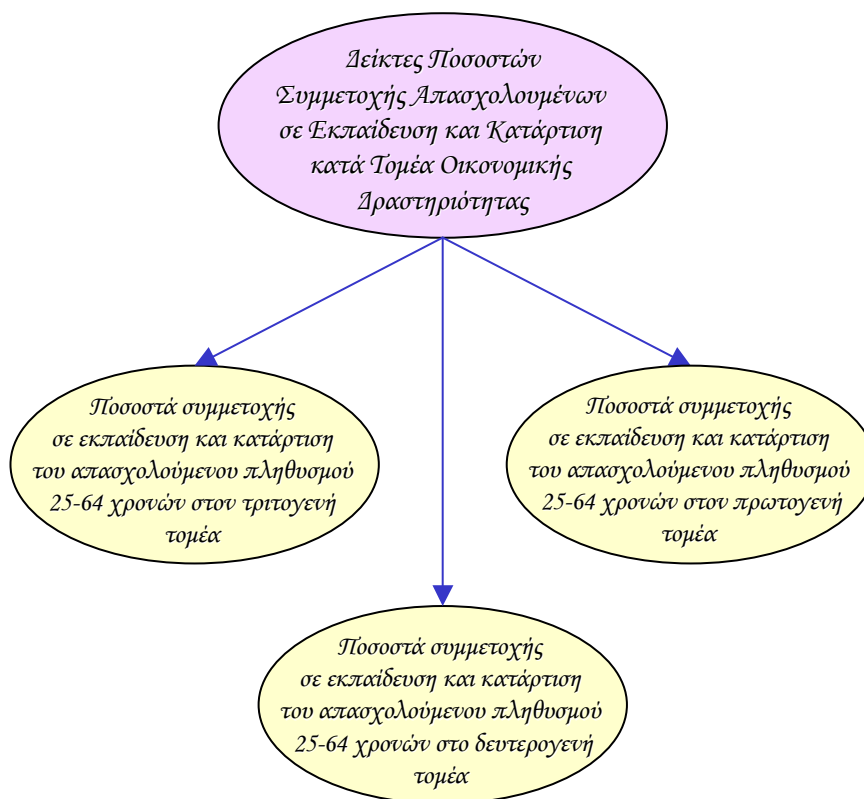 Δείκτες Ποσοστών
Συμμετοχής Απασχολουμένων
σε Εκπαίδευση και Κατάρτιση
κατά Τομέα Οικονομικής
Δραστηριότητας
Ποσοστά συμμετοχής
σε εκπαίδευση και κατάρτιση
του απασχολούμενου πληθυσμού
25-64 χρονών στον τριτογενή
τομέα
Ποσοστά συμμετοχής
σε εκπαίδευση και κατάρτιση
του απασχολούμενου πληθυσμού
25-64 χρονών στον πρωτογενή
τομέα
Ποσοστά συμμετοχής
σε εκπαίδευση και κατάρτιση
του απασχολούμενου πληθυσμού
25-64 χρονών στο δευτερογενή
τομέα